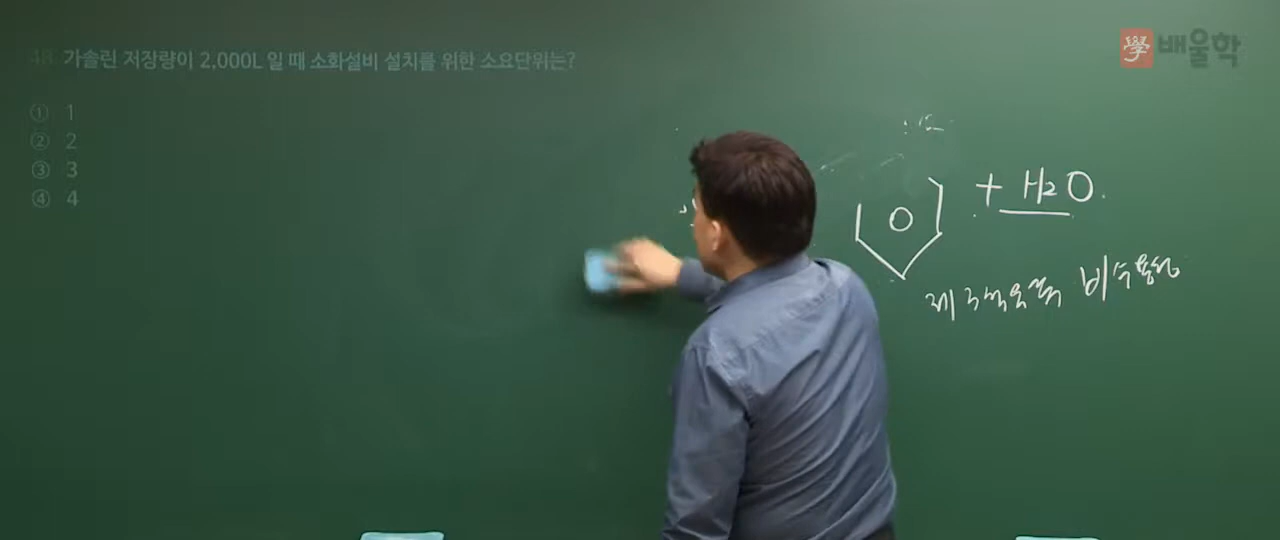 48. 가솔린 저장량이 2,000L 일 때 소화설비 설치를 위한 소요단위는?
① 1
② 2
③ 3
④ 4
學 배울학
+ H₂O
제3석유류 비수용성